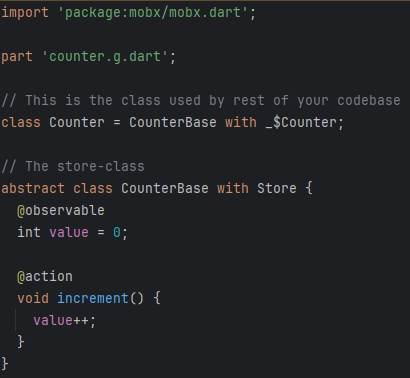 import 'package:mobx/mobx.dart';
part 'counter.g.dart';
// This is the class used by rest of your codebase
class Counter = CounterBase with _$Counter;
// The store-class
abstract class CounterBase with Store {
@observable
int value = 0;
@action
void increment() {
value++;
}
}